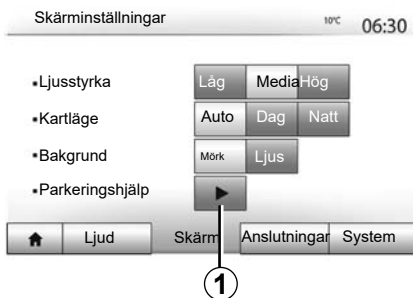 Skärminställningar 10°C 06:30
▪Ljusstyrka Låg Media Hög
▪Kartläge Auto Dag Natt
▪Bakgrund Mörk Ljus
▪Parkeringshjälp
Ljud Skärm Anslutningar System
1